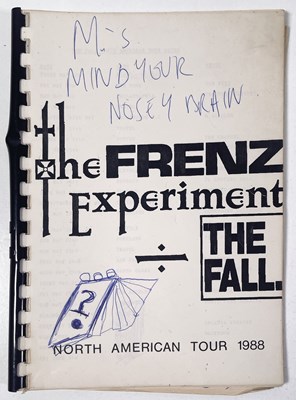 M.'s
MIND YOUR
NOSEY BRAIN
the FRENZ
Experiment
÷
THE
FALL.
?
NORTH AMERICAN TOUR 1988